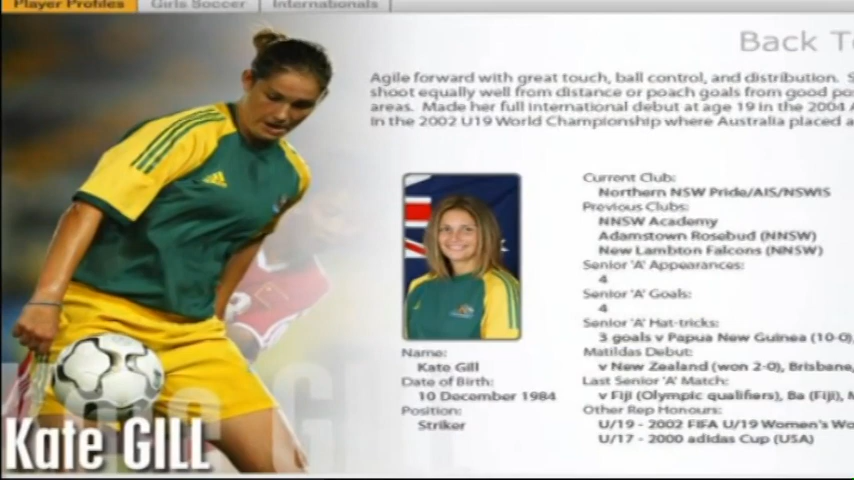 Player Profiles
Girls Soccer
Internationals
Back
Agile forward with great touch, ball control, and distribution.
shoot equally well from distance or poach goals from good
areas. Made her full international debut at age 19 in the 2004
in the 2002 U19 World Championship where Australia placed
Current Club:
Northern NSW Pride/AIS/NSWIS
Previous Clubs:
NNSW Academy
Adamstown Rosebud (NNSW)
New Lambton Falcons (NNSW)
Senior 'A' Appearances:
4
Senior 'A' Goals:
4
Senior 'A' Hat-tricks:
3 goals v Papua New Guinea (10-0),
Matildas Debut:
v New Zealand (won 2-0), Brisbane,
Last Senior 'A' Match:
v Fiji (Olympic qualifiers), Ba (Fiji),
Other Rep Honours:
U/19 - 2002 FIFA U/19 Women's
U/17 - 2000 adidas Cup (USA)
Name:
Kate Gill
Date of Birth:
10 December 1984
Position:
Striker
Kate GILL